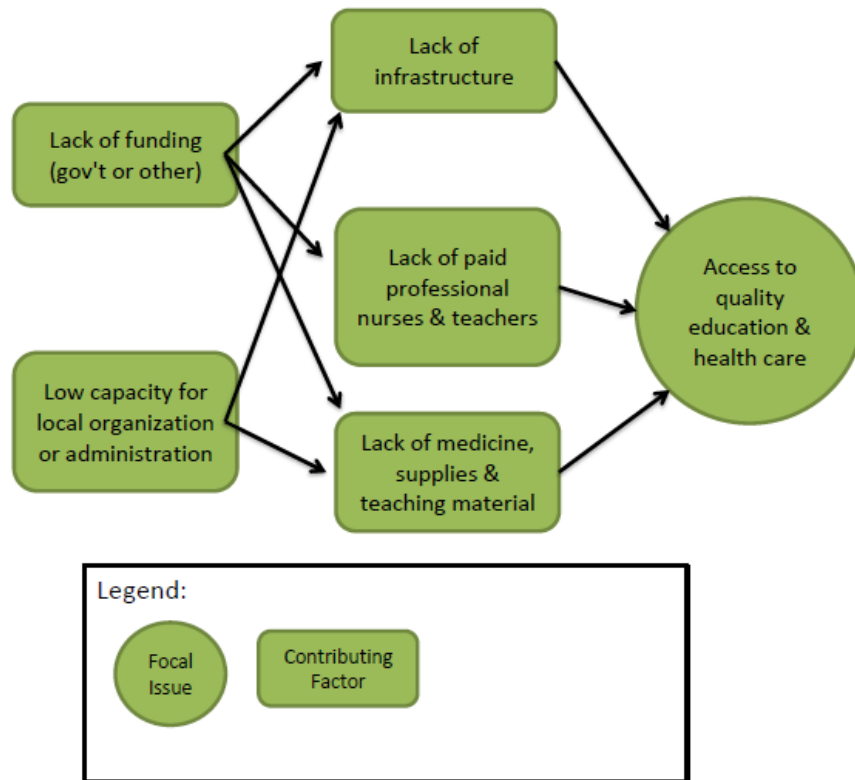 Lack of
infrastructure
Lack of funding
(gov't or other)
Lack of paid
professional
nurses & teachers
Access to
quality
education &
health care
Low capacity for
local organization
or administration
Lack of medicine,
supplies &
teaching material
Legend:
Focal
Issue
Contributing
Factor